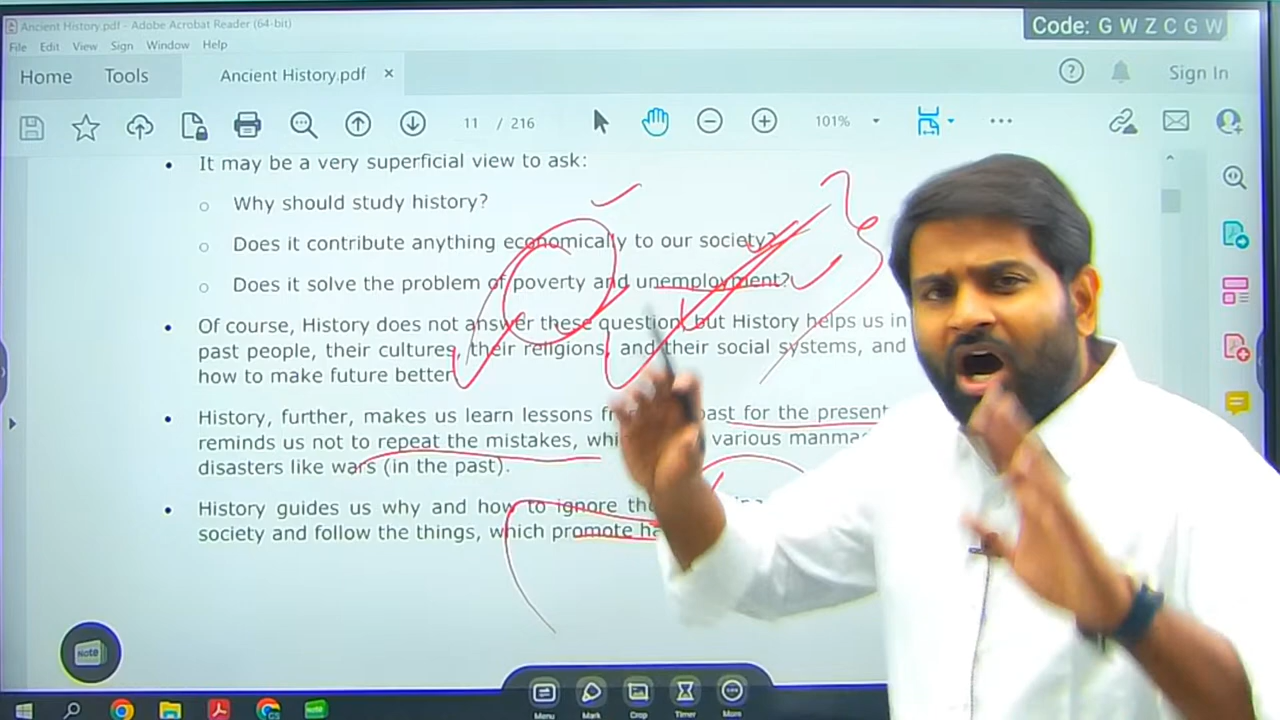 Ancient History.pdf - Adobe Acrobat Reader (64-bit)
Code: G W Z C G W
File Edit View Sign Window Help
Home Tools Ancient History.pdf × Sign In
11 / 216 101%
• It may be a very superficial view to ask:
o Why should study history?
o Does it contribute anything economically to our society?
o Does it solve the problem of poverty and unemployment?
• Of course, History does not answer these question but History helps us in
past people, their cultures, their religions, and their social systems, and
how to make future better
• History, further, makes us learn lessons past for the present
reminds us not to repeat the mistakes, various
disasters like wars (in the past).
• History guides us why and how to ignore
society and follow the things, which promote
Note
Menu Mark Crop Timer More